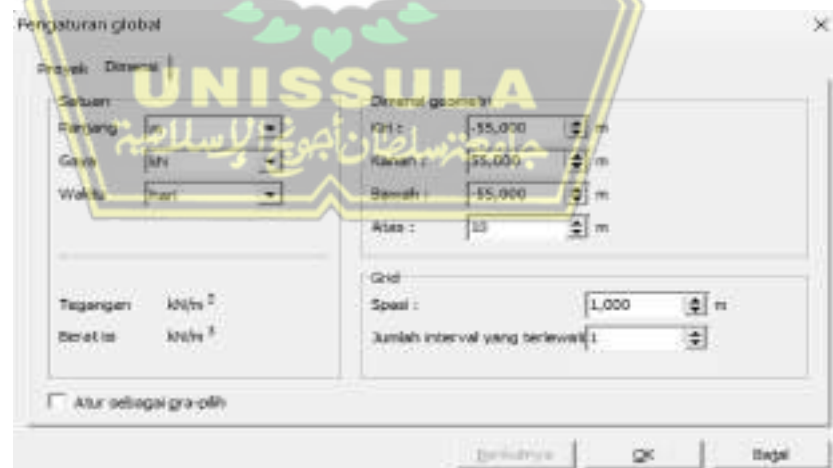 Pengaturan global
Proyek Dimensi
UNISSULA
جامعة سلطان أجونج الإسلامية
Satuan
Panjang m
Gaya kN
Waktu hari
Tegangan kN/m 2
Berat isi kN/m 3
Dimensi geometri
Kiri : -55,000 m
Kanan : 55,000 m
Bawah : -55,000 m
Atas : 10 m
Grid
Spasi : 1,000 m
Jumlah interval yang terlewati 1
Atur sebagai pra-pilih
Berikutnya OK Batal